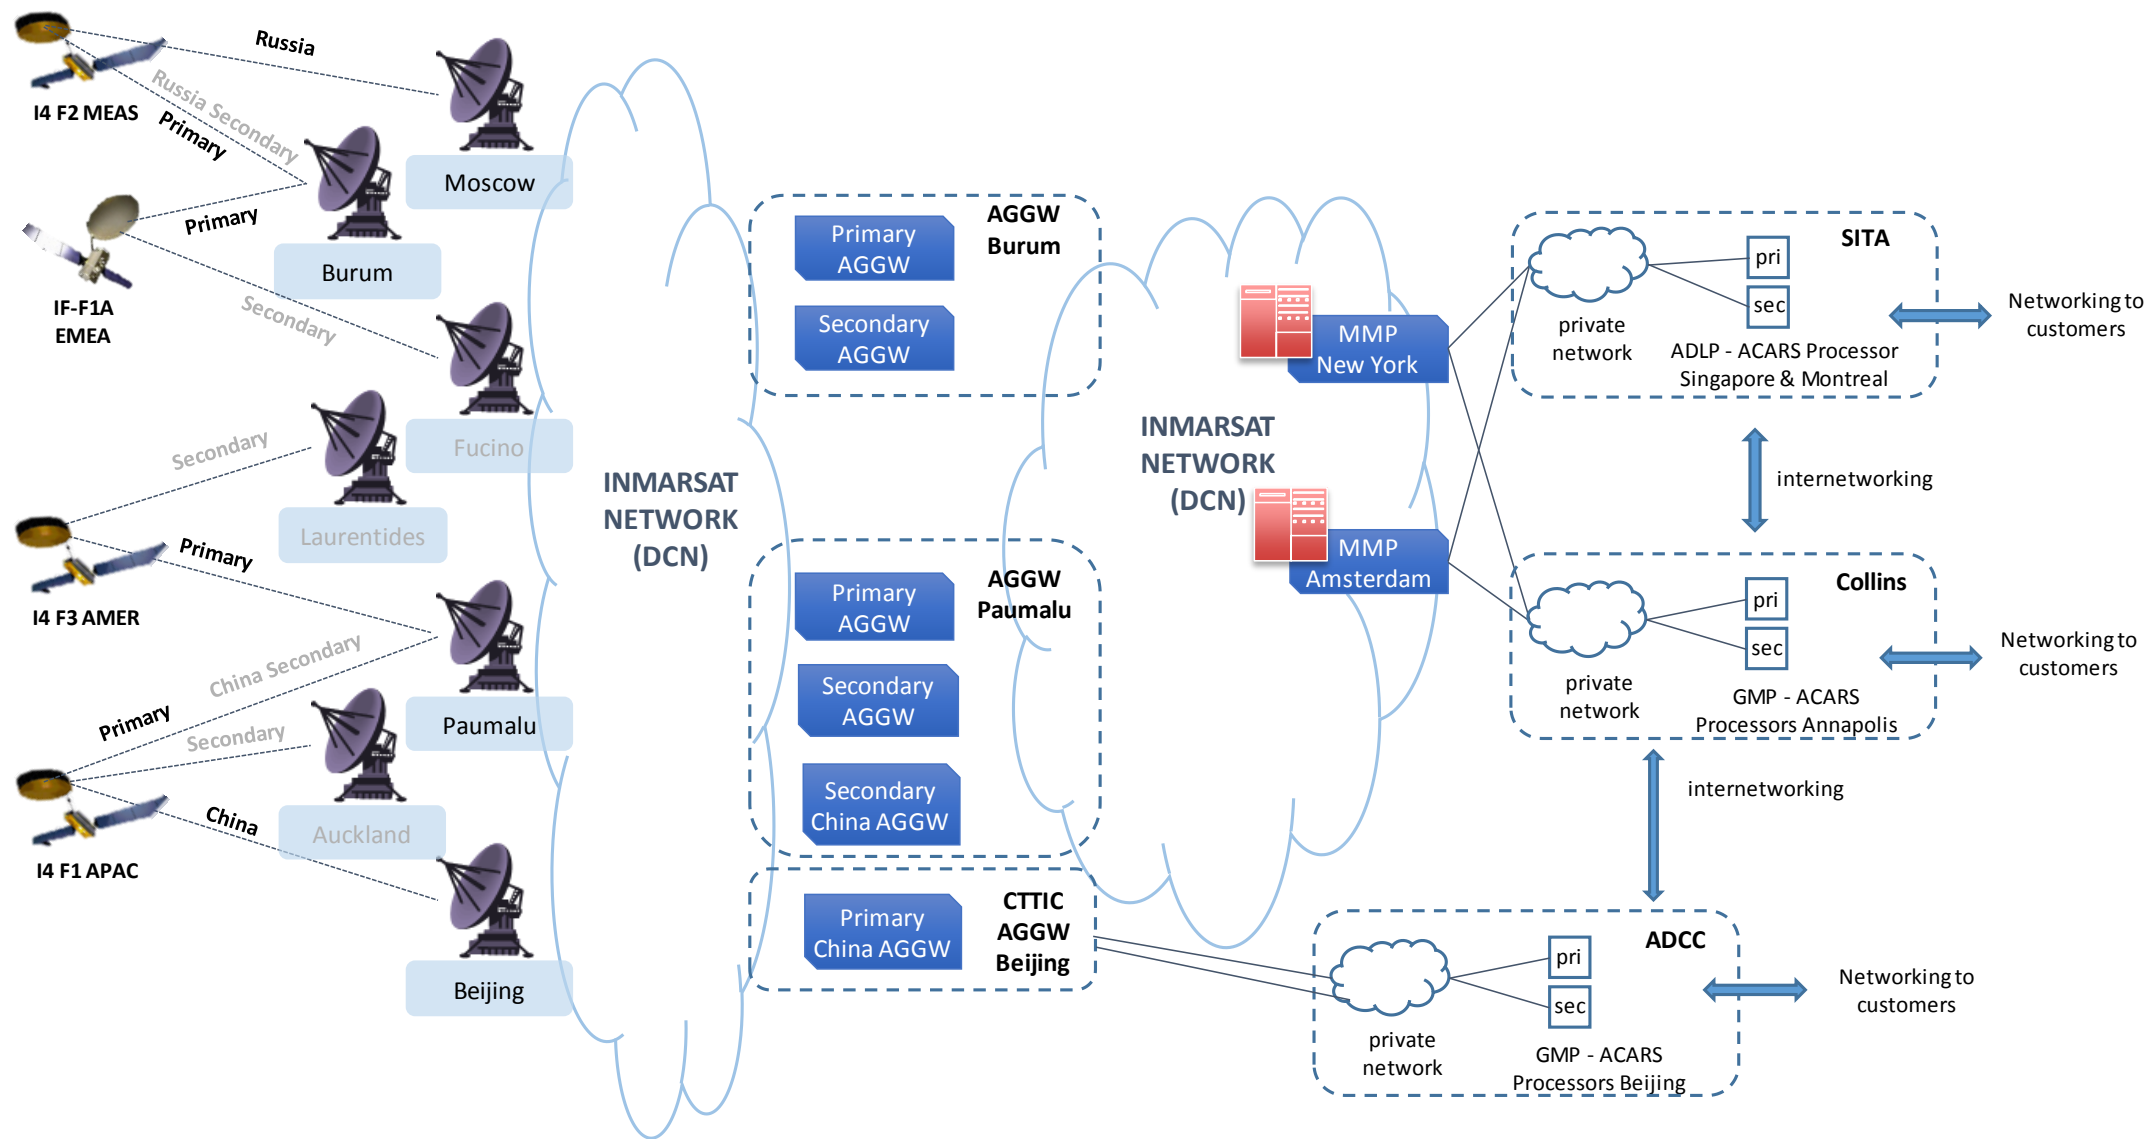 Russia
Russia Secondary
Primary
I4 F2 MEAS
Moscow
Primary
Burum
Secondary
IF-F1A
EMEA
Fucino
Secondary
Laurentides
Primary
I4 F3 AMER
China Secondary
Primary
Paumalu
Secondary
China
Auckland
I4 F1 APAC
Beijing
INMARSAT
NETWORK
(DCN)
AGGW
Burum
Primary
AGGW
Secondary
AGGW
AGGW
Paumalu
Primary
AGGW
Secondary
AGGW
Secondary
China AGGW
CTTIC
AGGW
Beijing
Primary
China AGGW
INMARSAT
NETWORK
(DCN)
MMP
New York
MMP
Amsterdam
SITA
pri
sec
private
network
ADLP - ACARS Processor
Singapore & Montreal
Networking to
customers
internetworking
Collins
pri
sec
private
network
GMP - ACARS
Processors Annapolis
Networking to
customers
internetworking
ADCC
pri
sec
private
network
GMP - ACARS
Processors Beijing
Networking to
customers